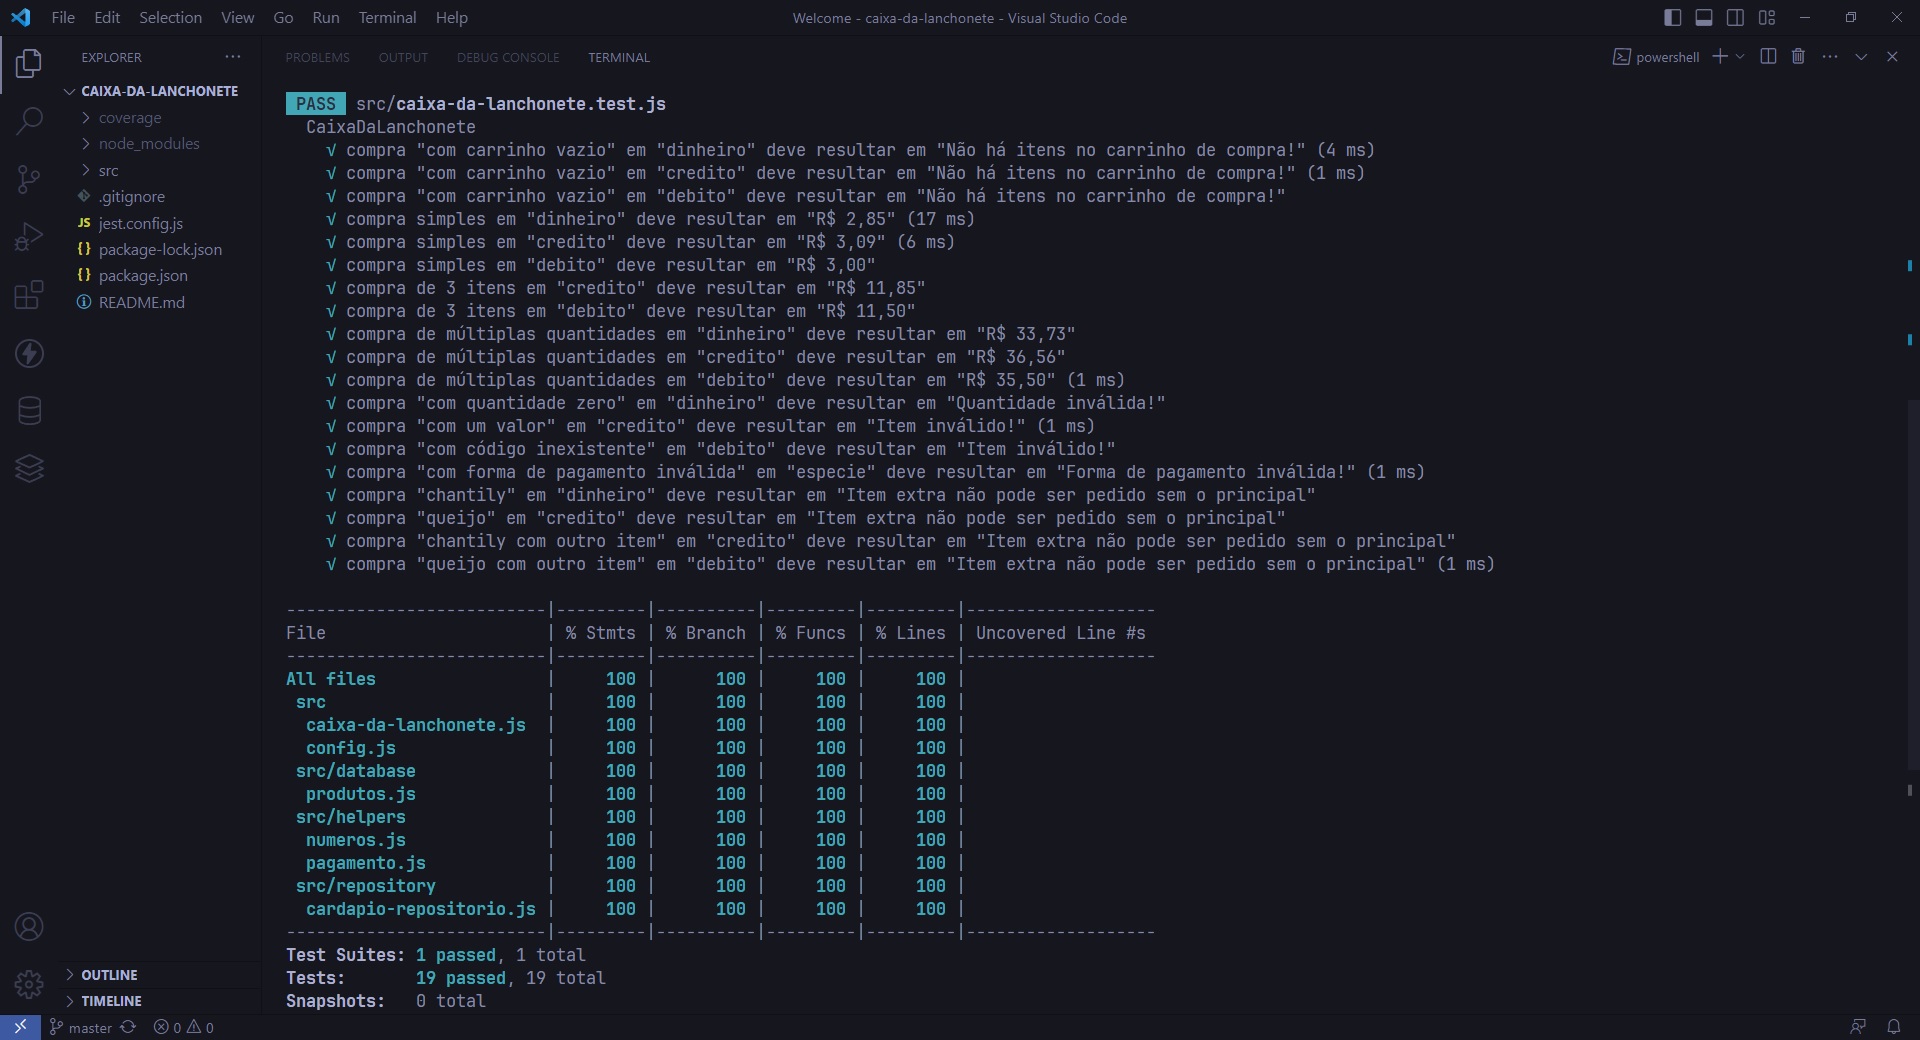 File Edit Selection View Go Run Terminal Help
Welcome - caixa-da-lanchonete - Visual Studio Code
EXPLORER
CAIXA-DA-LANCHONETE
coverage
node_modules
src
.gitignore
JS jest.config.js
{} package-lock.json
{} package.json
README.md
OUTLINE
TIMELINE
PROBLEMS OUTPUT DEBUG CONSOLE TERMINAL
powershell
PASS src/caixa-da-lanchonete.test.js
CaixaDaLanchonete
√ compra "com carrinho vazio" em "dinheiro" deve resultar em "Não há itens no carrinho de compra!" (4 ms)
√ compra "com carrinho vazio" em "credito" deve resultar em "Não há itens no carrinho de compra!" (1 ms)
√ compra "com carrinho vazio" em "debito" deve resultar em "Não há itens no carrinho de compra!"
√ compra simples em "dinheiro" deve resultar em "R$ 2,85" (17 ms)
√ compra simples em "credito" deve resultar em "R$ 3,09" (6 ms)
√ compra simples em "debito" deve resultar em "R$ 3,00"
√ compra de 3 itens em "credito" deve resultar em "R$ 11,85"
√ compra de 3 itens em "debito" deve resultar em "R$ 11,50"
√ compra de múltiplas quantidades em "dinheiro" deve resultar em "R$ 33,73"
√ compra de múltiplas quantidades em "credito" deve resultar em "R$ 36,56"
√ compra de múltiplas quantidades em "debito" deve resultar em "R$ 35,50" (1 ms)
√ compra "com quantidade zero" em "dinheiro" deve resultar em "Quantidade inválida!"
√ compra "com um valor" em "credito" deve resultar em "Item inválido!" (1 ms)
√ compra "com código inexistente" em "debito" deve resultar em "Item inválido!"
√ compra "com forma de pagamento inválida" em "especie" deve resultar em "Forma de pagamento inválida!" (1 ms)
√ compra "chantily" em "dinheiro" deve resultar em "Item extra não pode ser pedido sem o principal"
√ compra "queijo" em "credito" deve resultar em "Item extra não pode ser pedido sem o principal"
√ compra "chantily com outro item" em "credito" deve resultar em "Item extra não pode ser pedido sem o principal"
√ compra "queijo com outro item" em "debito" deve resultar em "Item extra não pode ser pedido sem o principal" (1 ms)
--------------------------|---------|----------|---------|---------|-------------------
File                      | % Stmts | % Branch | % Funcs | % Lines | Uncovered Line #s
--------------------------|---------|----------|---------|---------|-------------------
All files                 |     100 |      100 |     100 |     100 |
src                      |     100 |      100 |     100 |     100 |
caixa-da-lanchonete.js  |     100 |      100 |     100 |     100 |
config.js               |     100 |      100 |     100 |     100 |
src/database             |     100 |      100 |     100 |     100 |
produtos.js             |     100 |      100 |     100 |     100 |
src/helpers              |     100 |      100 |     100 |     100 |
numeros.js              |     100 |      100 |     100 |     100 |
pagamento.js            |     100 |      100 |     100 |     100 |
src/repository           |     100 |      100 |     100 |     100 |
cardapio-repositorio.js |     100 |      100 |     100 |     100 |
--------------------------|---------|----------|---------|---------|-------------------
Test Suites: 1 passed, 1 total
Tests:       19 passed, 19 total
Snapshots:   0 total
master 0 0